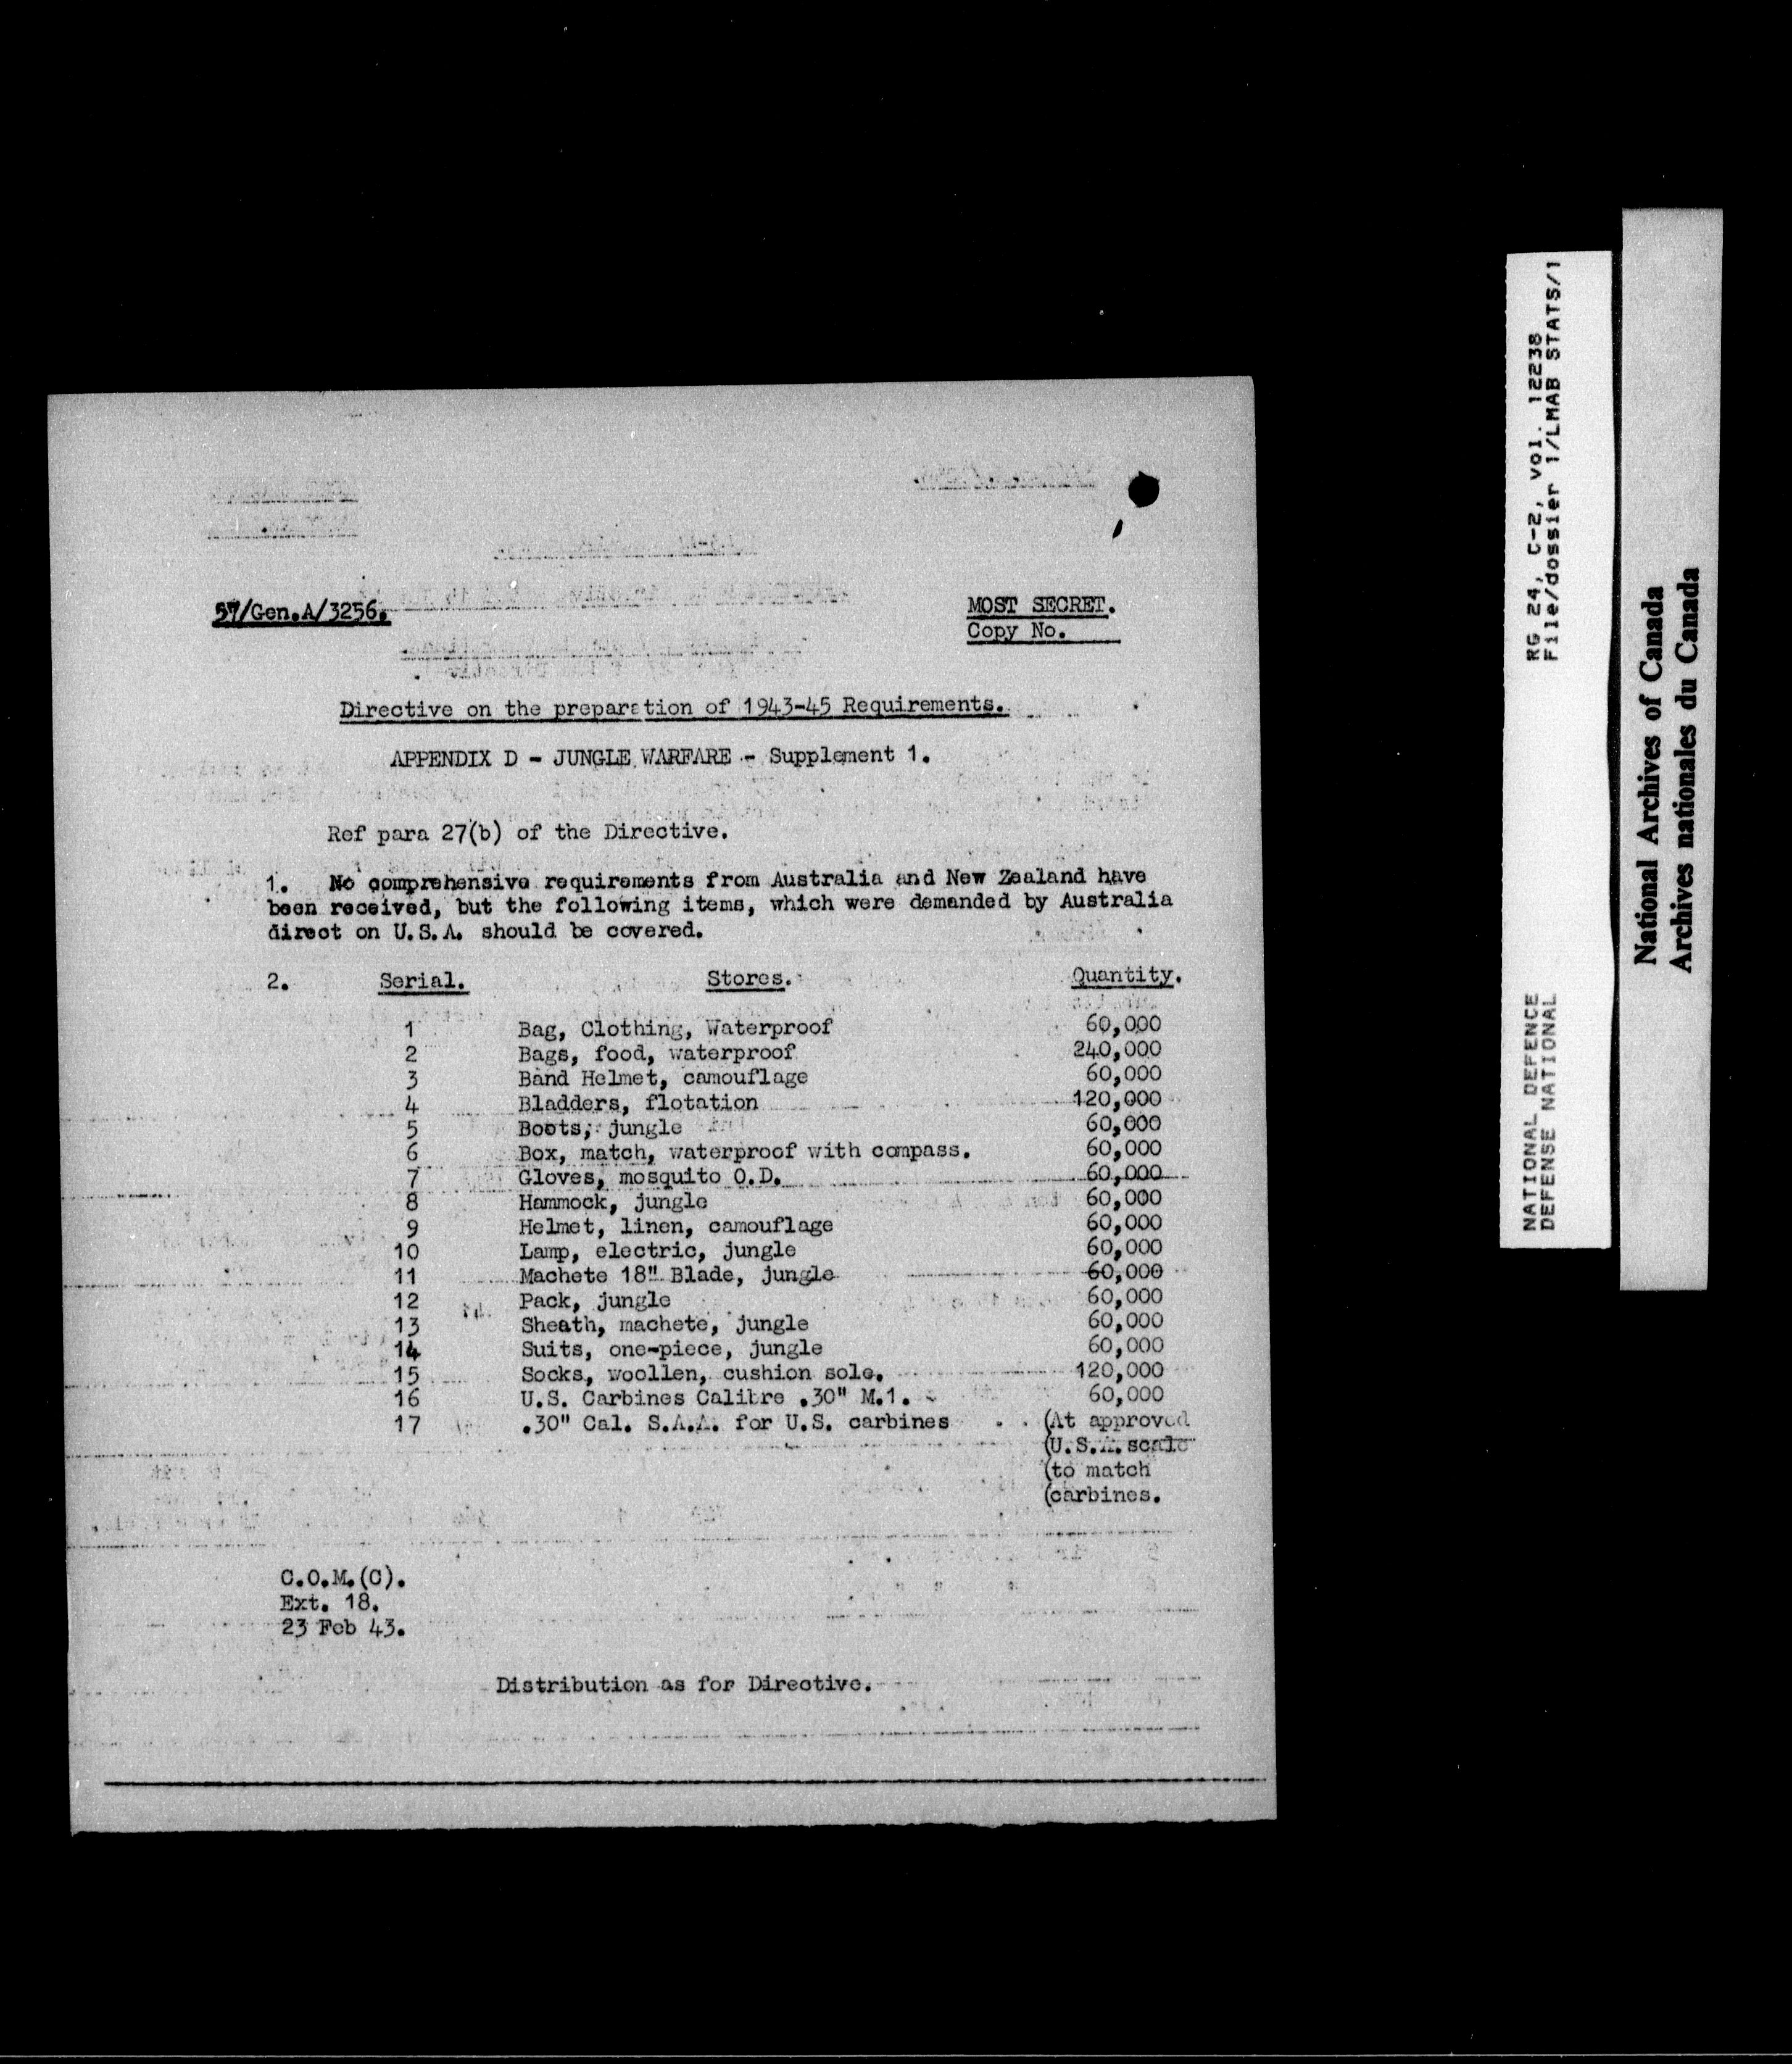 57/Gen.A/3256.
MOST SECRET.
Copy No.
Directive on the preparation of 1943-45 Requirements.
APPENDIX D - JUNGLE WARFARE - Supplement 1.
Ref para 27(b) of the Directive.
1. No comprehensive requirements from Australia and New Zealand have
been received, but the following items, which were demanded by Australia
direct on U.S.A. should be covered.
2. Serial. Stores. Quantity.
1 Bag, Clothing, Waterproof 60,000
2 Bags, food, waterproof 240,000
3 Band Helmet, camouflage 60,000
4 Bladders, flotation 120,000
5 Boots, jungle 60,000
6 Box, match, waterproof with compass. 60,000
7 Gloves, mosquito O.D. 60,000
8 Hammock, jungle 60,000
9 Helmet, linen, camouflage 60,000
10 Lamp, electric, jungle 60,000
11 Machete 18" Blade, jungle 60,000
12 Pack, jungle 60,000
13 Sheath, machete, jungle 60,000
14 Suits, one-piece, jungle 60,000
15 Socks, woollen, cushion sole. 120,000
16 U.S. Carbines Calibre .30" M.1. 60,000
17 .30" Cal. S.A.A. for U.S. carbines (At approved
(U.S.A. scale
(to match
(carbines.
C.O.M.(C).
Ext. 18.
23 Feb 43.
Distribution as for Directive.
RG 24, C-2, vol. 12238
File/dossier 1/LMAB STATS/1
NATIONAL DEFENCE
DEFENSE NATIONAL
National Archives of Canada
Archives nationales du Canada